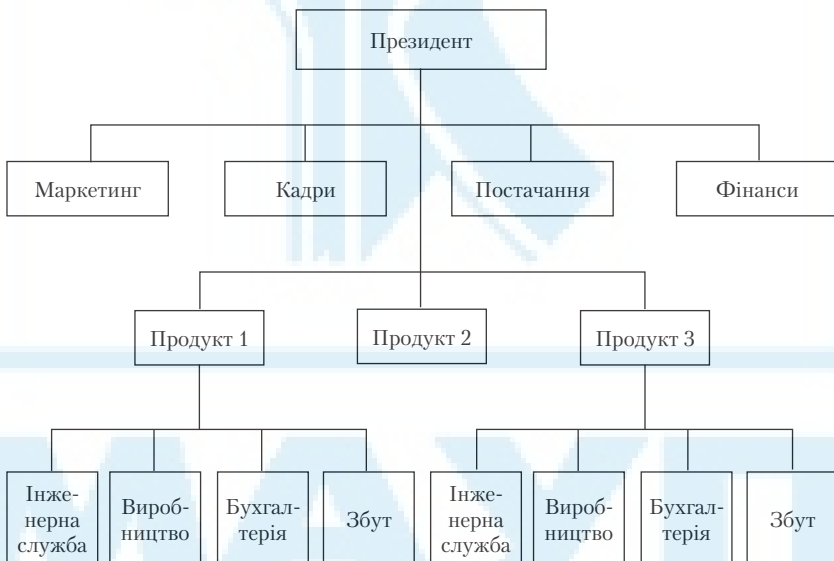 Президент
Маркетинг
Кадри
Постачання
Фінанси
Продукт 1
Продукт 2
Продукт 3
Інже-
нерна
служба
Вироб-
ництво
Бухгал-
терія
Збут
Інже-
нерна
служба
Вироб-
ництво
Бухгал-
терія
Збут
МАУП